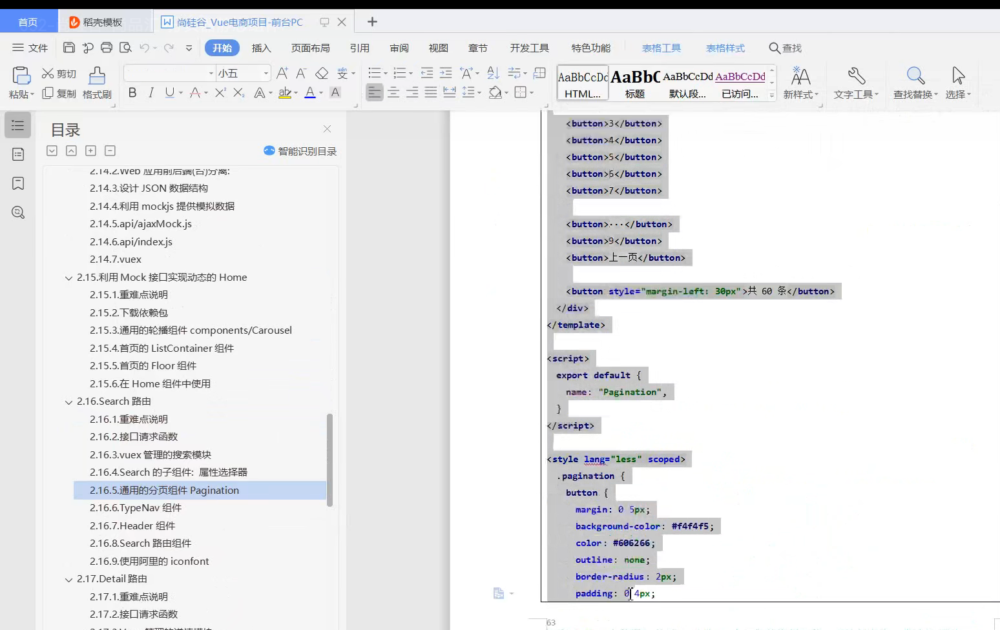 首页
稻壳模板
尚硅谷_Vue电商项目-前台PC
文件
开始
插入
页面布局
引用
审阅
视图
章节
开发工具
特色功能
表格工具
表格样式
查找
粘贴
剪切
复制
格式刷
小五
B I U
AaBbCcDd
HTML...
AaBbC
标题
AaBbCcDd
默认段...
AaBbCcDd
已访问...
新样式
文字工具
查找替换
选择
目录
智能识别目录
2.14.2.Web 应用前后端(台)分离:
2.14.3.设计 JSON 数据结构
2.14.4.利用 mockjs 提供模拟数据
2.14.5.api/ajaxMock.js
2.14.6.api/index.js
2.14.7.vuex
2.15.利用 Mock 接口实现动态的 Home
2.15.1.重难点说明
2.15.2.下载依赖包
2.15.3.通用的轮播组件 components/Carousel
2.15.4.首页的 ListContainer 组件
2.15.5.首页的 Floor 组件
2.15.6.在 Home 组件中使用
2.16.Search 路由
2.16.1.重难点说明
2.16.2.接口请求函数
2.16.3.vuex 管理的搜索模块
2.16.4.Search 的子组件: 属性选择器
2.16.5.通用的分页组件 Pagination
2.16.6.TypeNav 组件
2.16.7.Header 组件
2.16.8.Search 路由组件
2.16.9.使用阿里的 iconfont
2.17.Detail 路由
2.17.1.重难点说明
2.17.2.接口请求函数
<button>3</button>
<button>4</button>
<button>5</button>
<button>6</button>
<button>7</button>
<button>···</button>
<button>9</button>
<button>上一页</button>
<button style="margin-left: 30px">共 60 条</button>
</div>
</template>
<script>
export default {
name: "Pagination",
}
</script>
<style lang="less" scoped>
.pagination {
button {
margin: 0 5px;
background-color: #f4f4f5;
color: #606266;
outline: none;
border-radius: 2px;
padding: 0 4px;
63